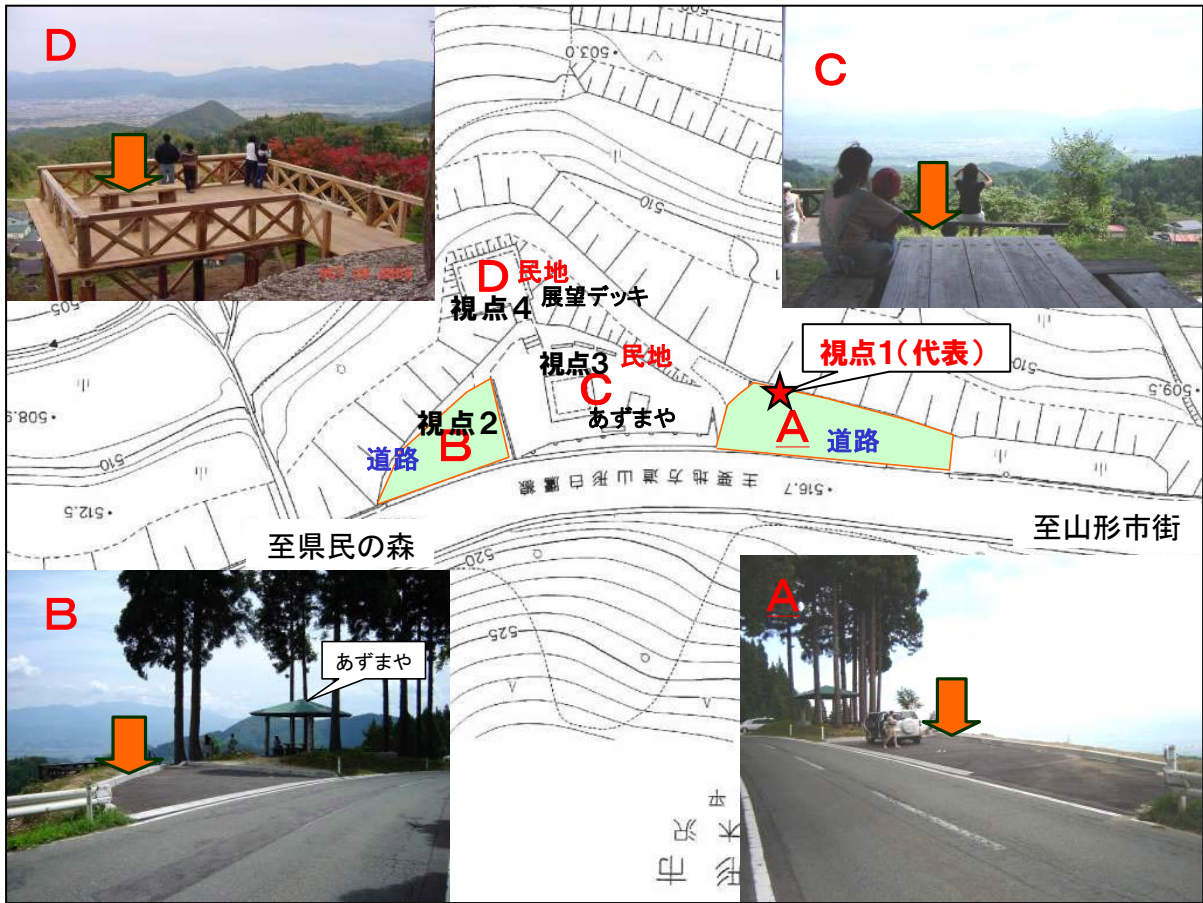 D
C
503.0
510
D 民地
展望デッキ
視点4
505
視点3 民地
C
あずまや
視点1(代表)
509.5
視点2
B
道路
A 道路
508.9
510
512.5
主要地方道山形白鷹線
516.7
至県民の森
至山形市街
520
525
B
あずまや
A
平
木沢
形市